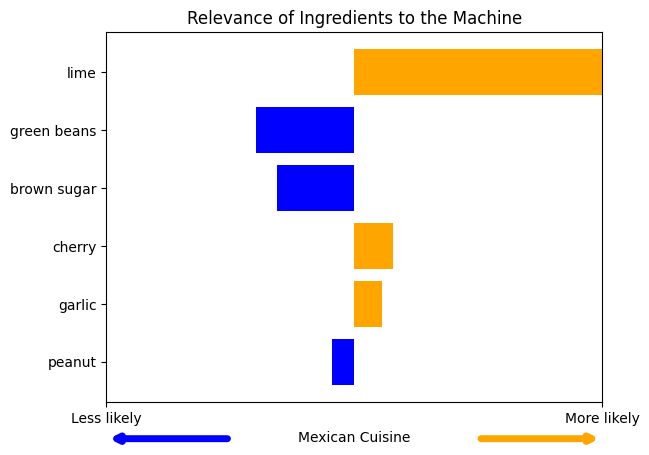 Relevance of Ingredients to the Machine
lime
green beans
brown sugar
cherry
garlic
peanut
Less likely
More likely
Mexican Cuisine